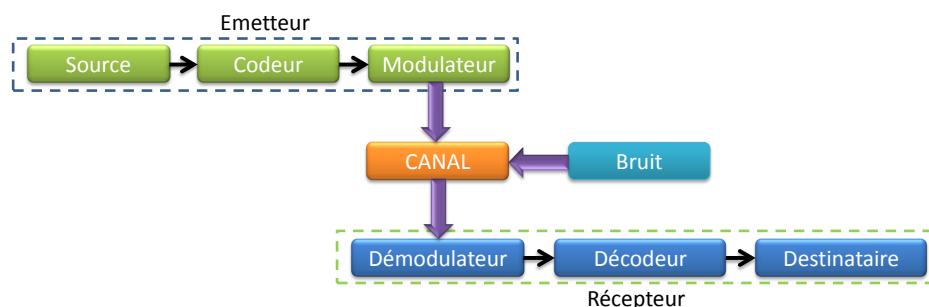 Emetteur
Source Codeur Modulateur
CANAL Bruit
Démodulateur Décodeur Destinataire
Récepteur